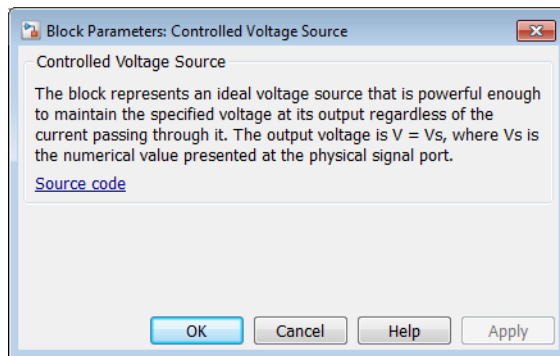 Block Parameters: Controlled Voltage Source
Controlled Voltage Source
The block represents an ideal voltage source that is powerful enough
to maintain the specified voltage at its output regardless of the
current passing through it. The output voltage is V = Vs, where Vs is
the numerical value presented at the physical signal port.
Source code
OK Cancel Help Apply